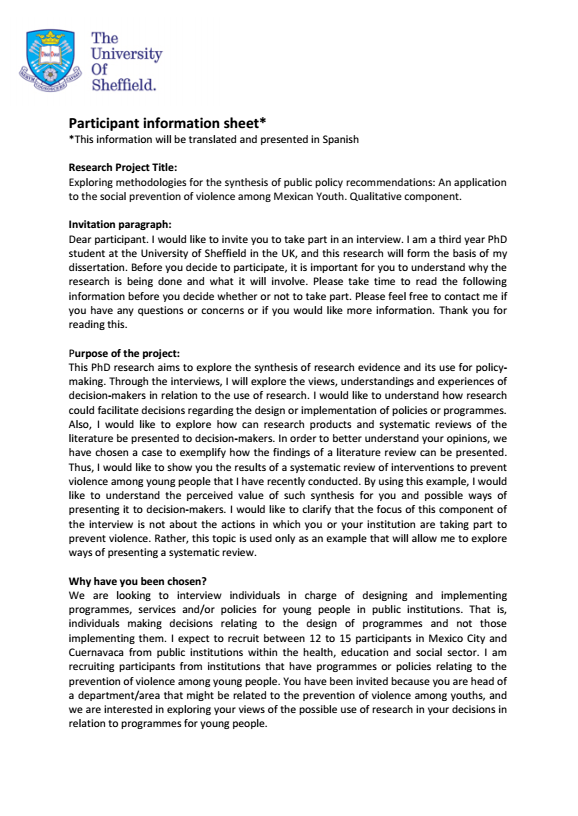 The
University
Of
Sheffield.
Participant information sheet*
*This information will be translated and presented in Spanish
Research Project Title:
Exploring methodologies for the synthesis of public policy recommendations: An application
to the social prevention of violence among Mexican Youth. Qualitative component.
Invitation paragraph:
Dear participant. I would like to invite you to take part in an interview. I am a third year PhD
student at the University of Sheffield in the UK, and this research will form the basis of my
dissertation. Before you decide to participate, it is important for you to understand why the
research is being done and what it will involve. Please take time to read the following
information before you decide whether or not to take part. Please feel free to contact me if
you have any questions or concerns or if you would like more information. Thank you for
reading this.
Purpose of the project:
This PhD research aims to explore the synthesis of research evidence and its use for policy-
making. Through the interviews, I will explore the views, understandings and experiences of
decision-makers in relation to the use of research. I would like to understand how research
could facilitate decisions regarding the design or implementation of policies or programmes.
Also, I would like to explore how can research products and systematic reviews of the
literature be presented to decision-makers. In order to better understand your opinions, we
have chosen a case to exemplify how the findings of a literature review can be presented.
Thus, I would like to show you the results of a systematic review of interventions to prevent
violence among young people that I have recently conducted. By using this example, I would
like to understand the perceived value of such synthesis for you and possible ways of
presenting it to decision-makers. I would like to clarify that the focus of this component of
the interview is not about the actions in which you or your institution are taking part to
prevent violence. Rather, this topic is used only as an example that will allow me to explore
ways of presenting a systematic review.
Why have you been chosen?
We are looking to interview individuals in charge of designing and implementing
programmes, services and/or policies for young people in public institutions. That is,
individuals making decisions relating to the design of programmes and not those
implementing them. I expect to recruit between 12 to 15 participants in Mexico City and
Cuernavaca from public institutions within the health, education and social sector. I am
recruiting participants from institutions that have programmes or policies relating to the
prevention of violence among young people. You have been invited because you are head of
a department/area that might be related to the prevention of violence among youths, and
we are interested in exploring your views of the possible use of research in your decisions in
relation to programmes for young people.